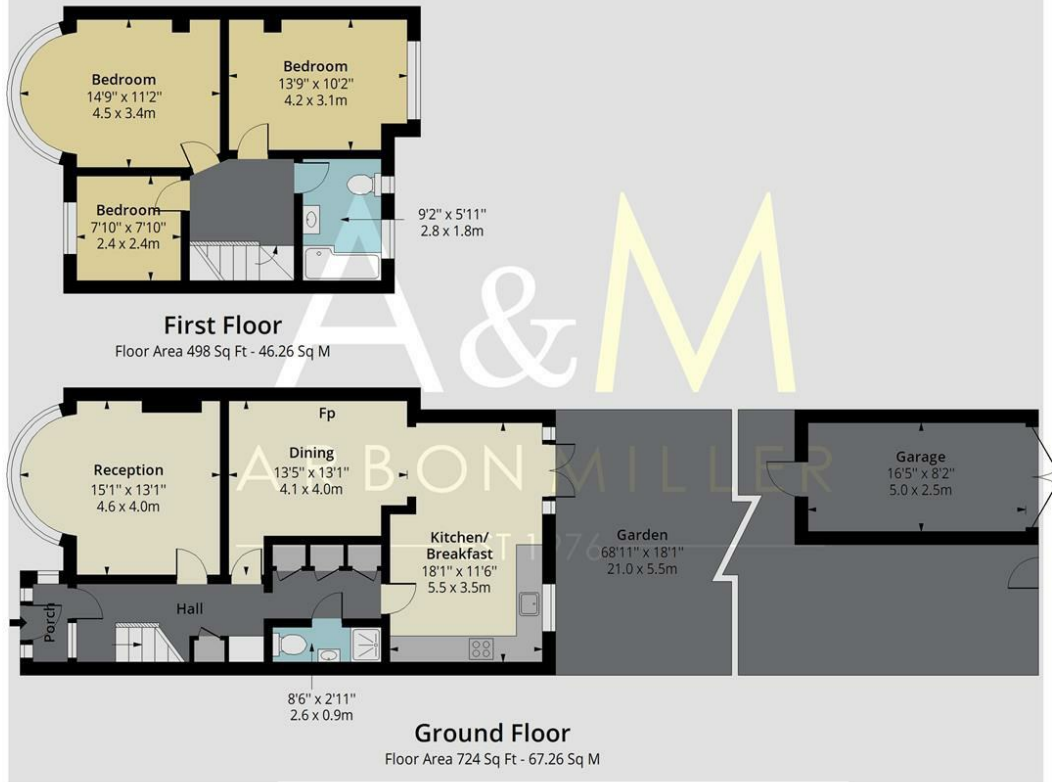 Bedroom
14'9" x 11'2"
4.5 x 3.4m
Bedroom
13'9" x 10'2"
4.2 x 3.1m
Bedroom
7'10" x 7'10"
2.4 x 2.4m
9'2" x 5'11"
2.8 x 1.8m
A&M
First Floor
Floor Area 498 Sq Ft - 46.26 Sq M
Reception
15'1" x 13'1"
4.6 x 4.0m
Fp
Dining
13'5" x 13'1"
4.1 x 4.0m
ARBON MILLER
Kitchen/
Breakfast
18'1" x 11'6"
5.5 x 3.5m
Garden
68'11" x 18'1"
21.0 x 5.5m
Garage
16'5" x 8'2"
5.0 x 2.5m
Porch
Hall
8'6" x 2'11"
2.6 x 0.9m
Ground Floor
Floor Area 724 Sq Ft - 67.26 Sq M